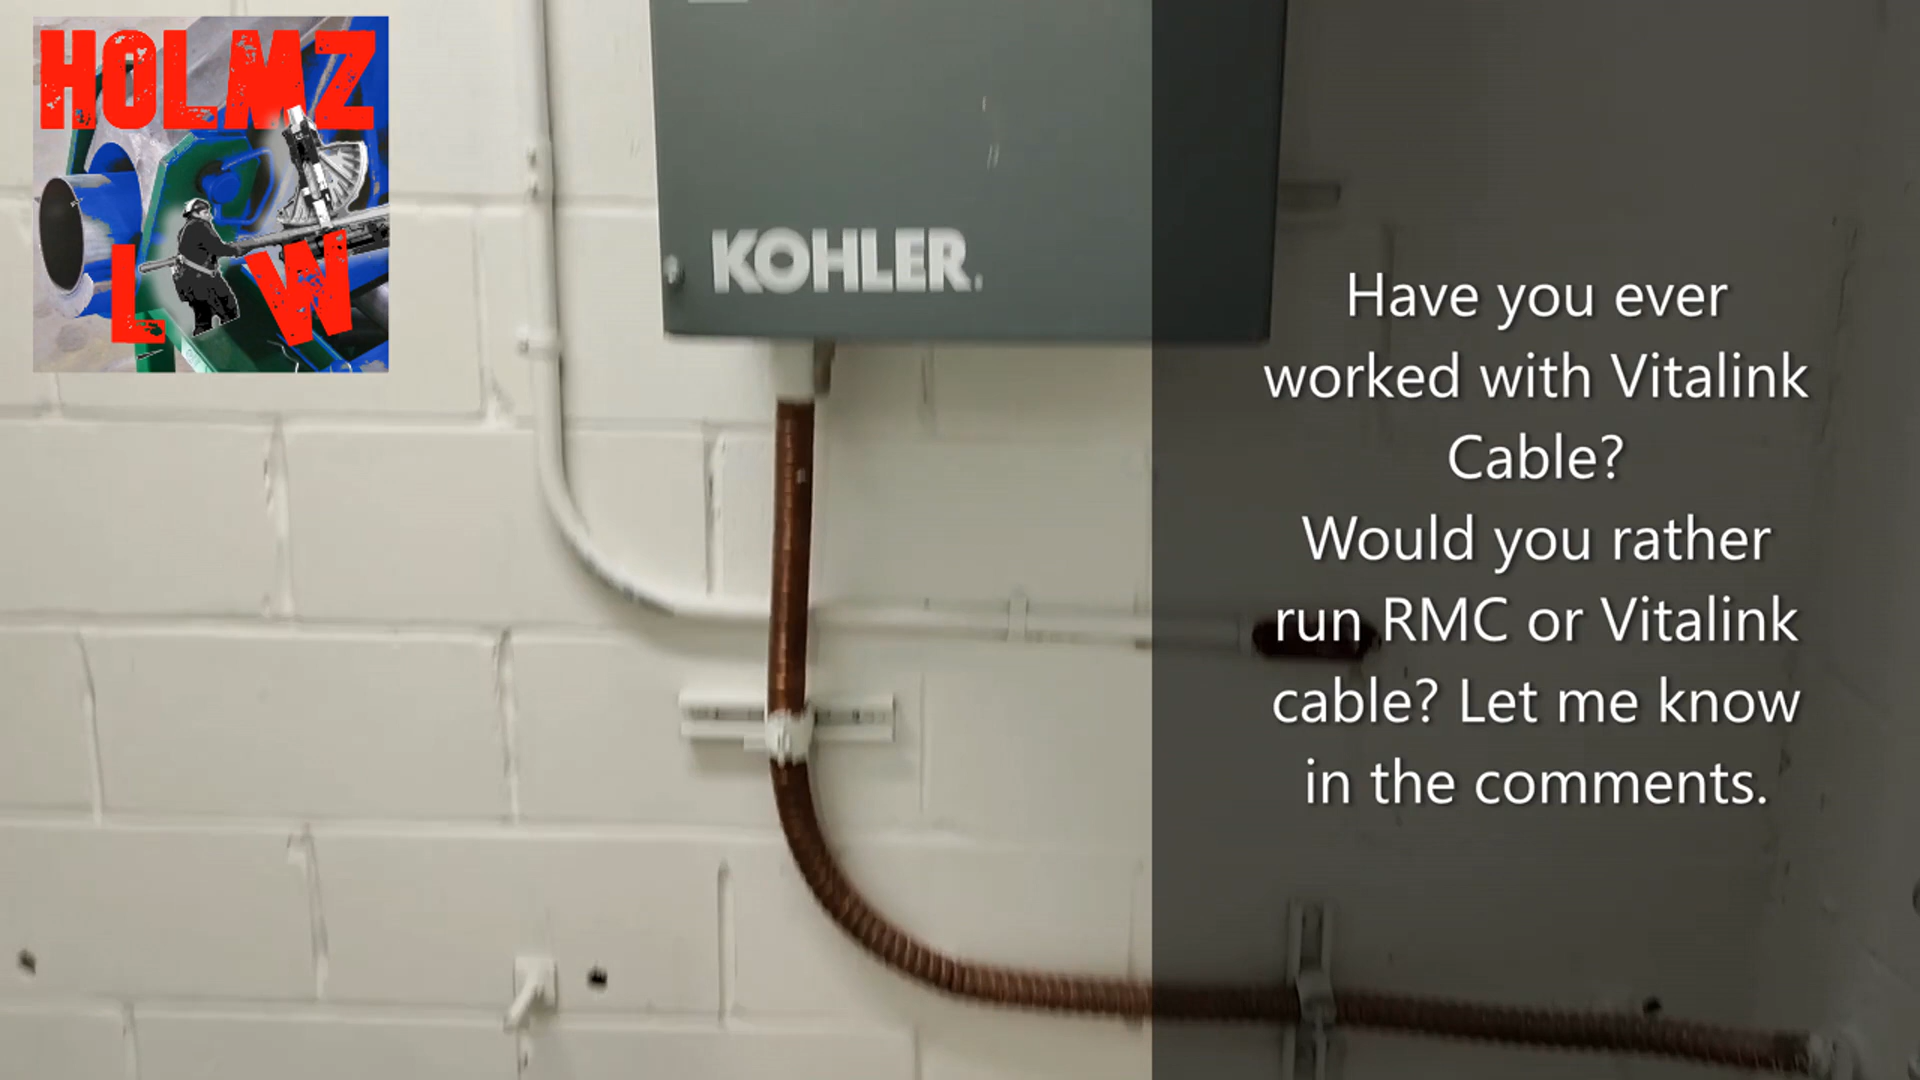 HOLMZ
L W
KOHLER.
Have you ever
worked with Vitalink
Cable?
Would you rather
run RMC or Vitalink
cable? Let me know
in the comments.